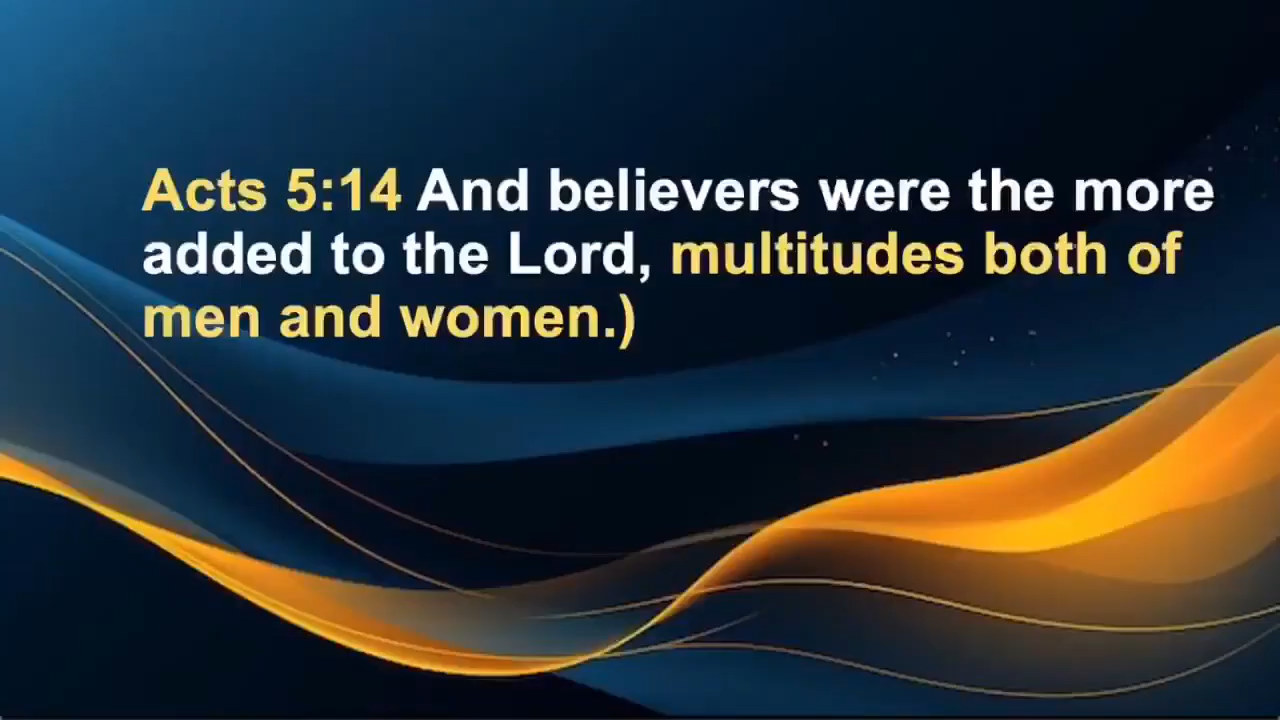 Acts 5:14 And believers were the more
added to the Lord, multitudes both of
men and women.)